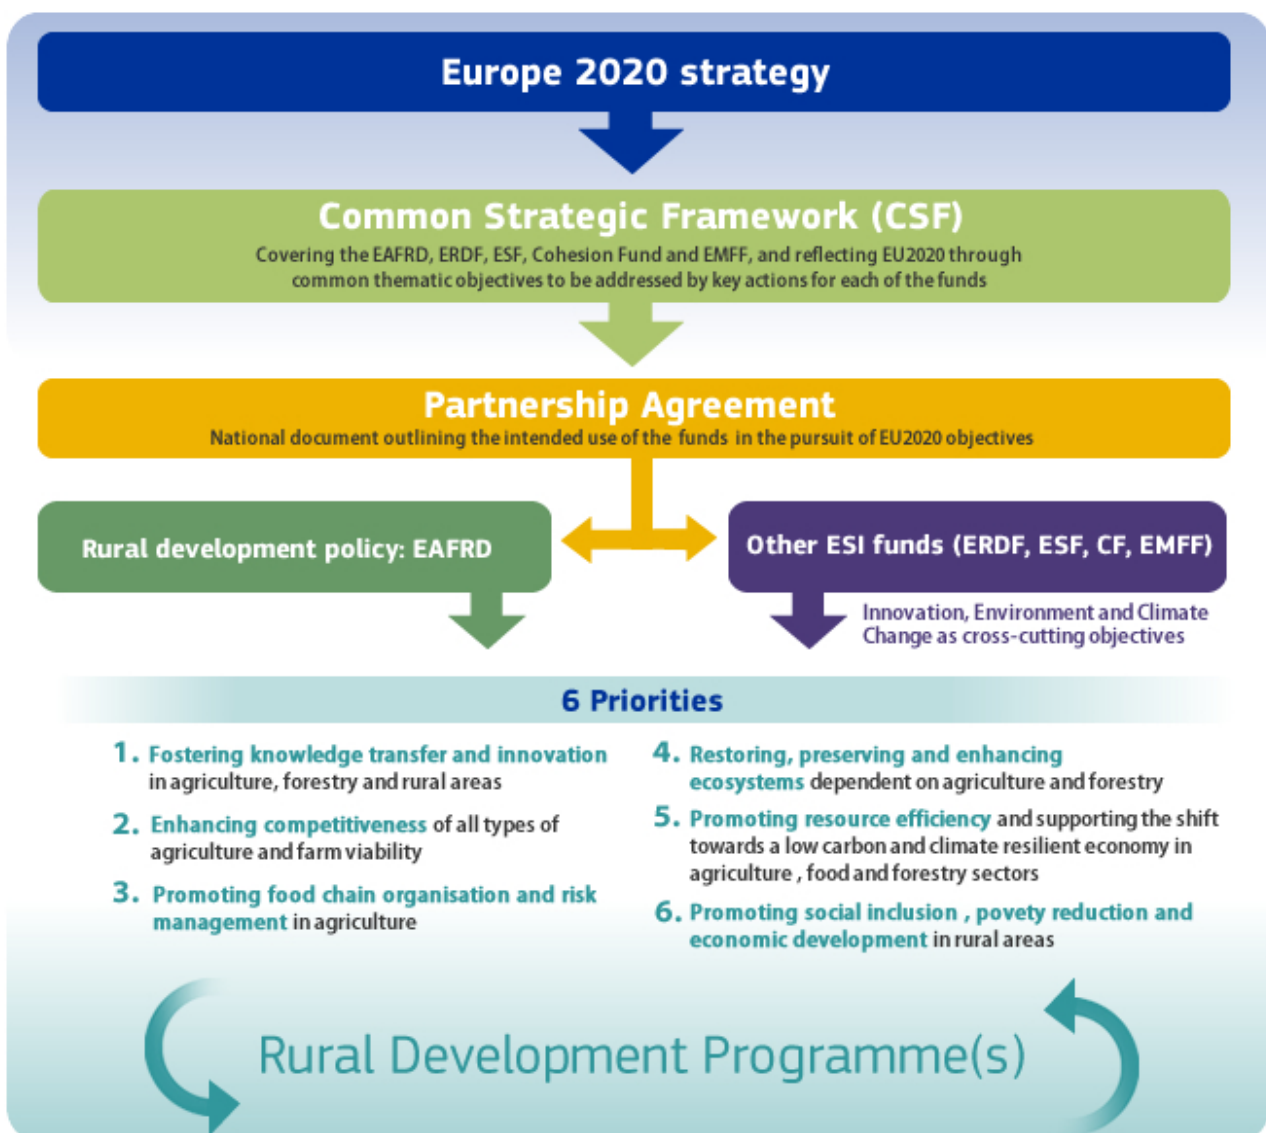 Europe 2020 strategy
Common Strategic Framework (CSF)
Covering the EAFRD, ERDF, ESF, Cohesion Fund and EMFF, and reflecting EU2020 through
common thematic objectives to be addressed by key actions for each of the funds
Partnership Agreement
National document outlining the intended use of the funds in the pursuit of EU2020 objectives
Rural development policy: EAFRD
Other ESI funds (ERDF, ESF, CF, EMFF)
Innovation, Environment and Climate
Change as cross-cutting objectives
6 Priorities
1. Fostering knowledge transfer and innovation
in agriculture, forestry and rural areas
2. Enhancing competitiveness of all types of
agriculture and farm viability
3. Promoting food chain organisation and risk
management in agriculture
4. Restoring, preserving and enhancing
ecosystems dependent on agriculture and forestry
5. Promoting resource efficiency and supporting the shift
towards a low carbon and climate resilient economy in
agriculture , food and forestry sectors
6. Promoting social inclusion , povety reduction and
economic development in rural areas
Rural Development Programme(s)